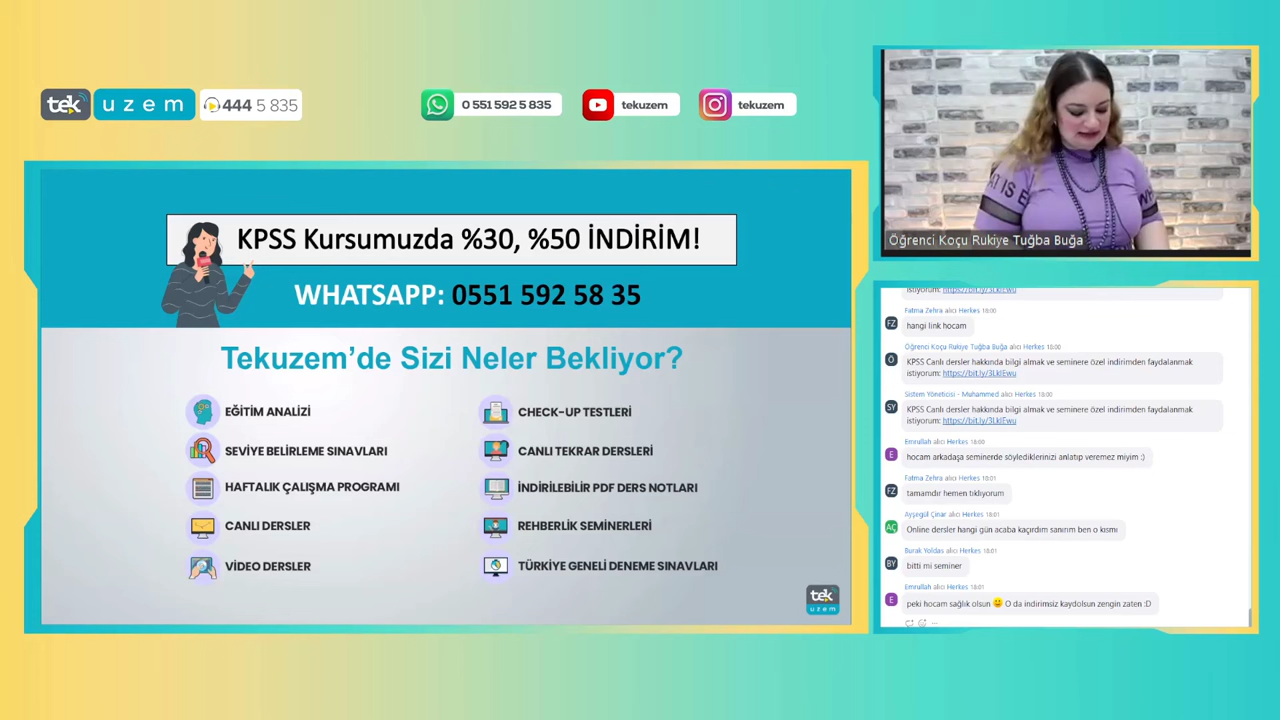 tek
uzem
444 5 835
0 551 592 5 835
tekuzem
tekuzem
KPSS Kursumuzda %30, %50 İNDİRİM!
WHATSAPP: 0551 592 58 35
Tekuzem’de Sizi Neler Bekliyor?
EĞİTİM ANALİZİ
SEVİYE BELİRLEME SINAVLARI
HAFTALIK ÇALIŞMA PROGRAMI
CANLI DERSLER
VİDEO DERSLER
CHECK-UP TESTLERİ
CANLI TEKRAR DERSLERİ
İNDİRİLEBİLİR PDF DERS NOTLARI
REHBERLİK SEMİNERLERİ
TÜRKİYE GENELİ DENEME SINAVLARI
tek
uzem
Öğrenci Koçu Rukiye Tuğba Buğa
Fatma Zehra alıcı Herkes 18:00
FZ
hangi link hocam
Öğrenci Koçu Rukiye Tuğba Buğa alıcı Herkes 18:00
Ö
KPSS Canlı dersler hakkında bilgi almak ve seminere özel indirimden faydalanmak
istiyorum: https://bit.ly/3LklEwu
Sistem Yöneticisi - Muhammed alıcı Herkes 18:00
SY
KPSS Canlı dersler hakkında bilgi almak ve seminere özel indirimden faydalanmak
istiyorum: https://bit.ly/3LklEwu
Emrullah alıcı Herkes 18:00
E
hocam arkadaşa seminerde söylediklerinizi anlatıp veremez miyim :)
Fatma Zehra alıcı Herkes 18:01
FZ
tamamdır hemen tıklıyorum
Ayşegül Çinar alıcı Herkes 18:01
AÇ
Online dersler hangi gün acaba kaçırdım sanırım ben o kısmı
Burak Yoldas alıcı Herkes 18:01
BY
bitti mi seminer
Emrullah alıcı Herkes 18:01
E
peki hocam sağlık olsun 🙂 O da indirimsiz kaydolsun zengin zaten :D